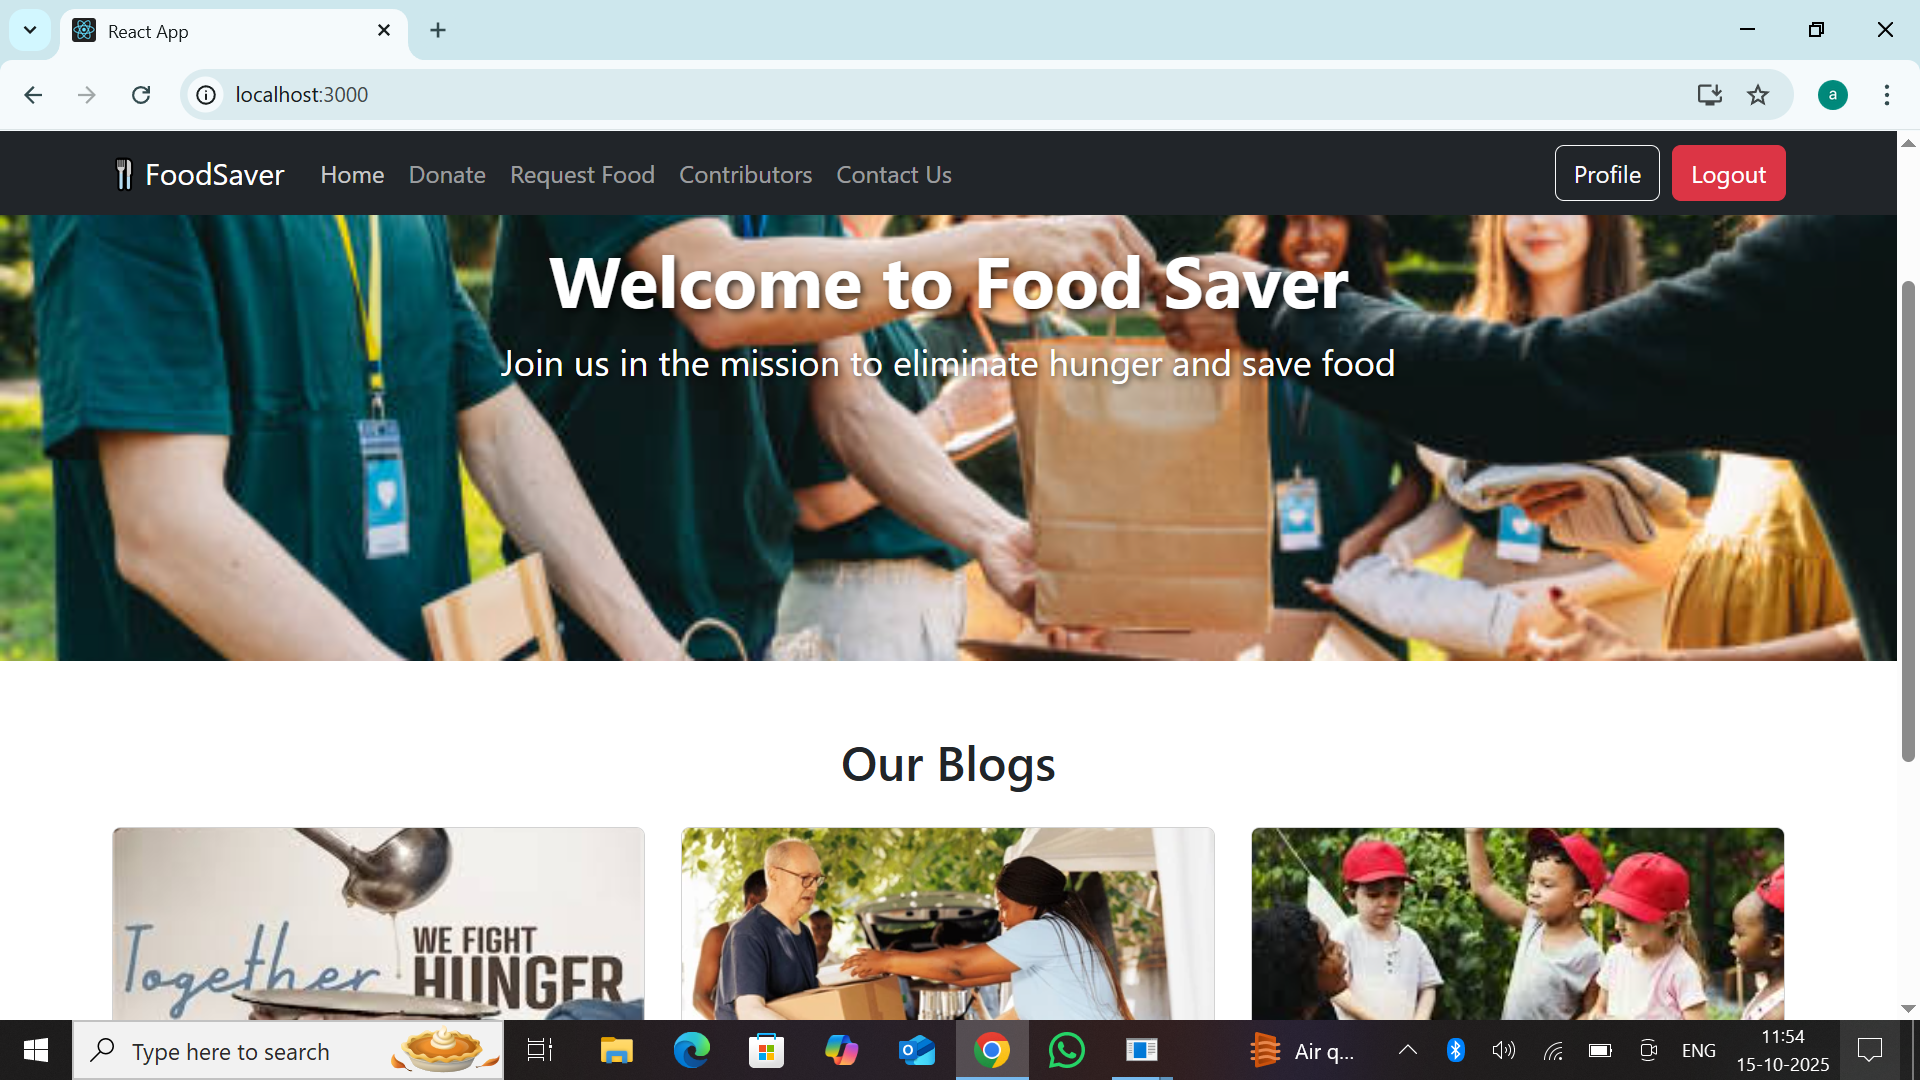 React App
localhost:3000
a
FoodSaver Home Donate Request Food Contributors Contact Us Profile Logout
Welcome to Food Saver
Join us in the mission to eliminate hunger and save food
Our Blogs
Together WE FIGHT
HUNGER
Type here to search
Air q...
ENG
11:54
15-10-2025